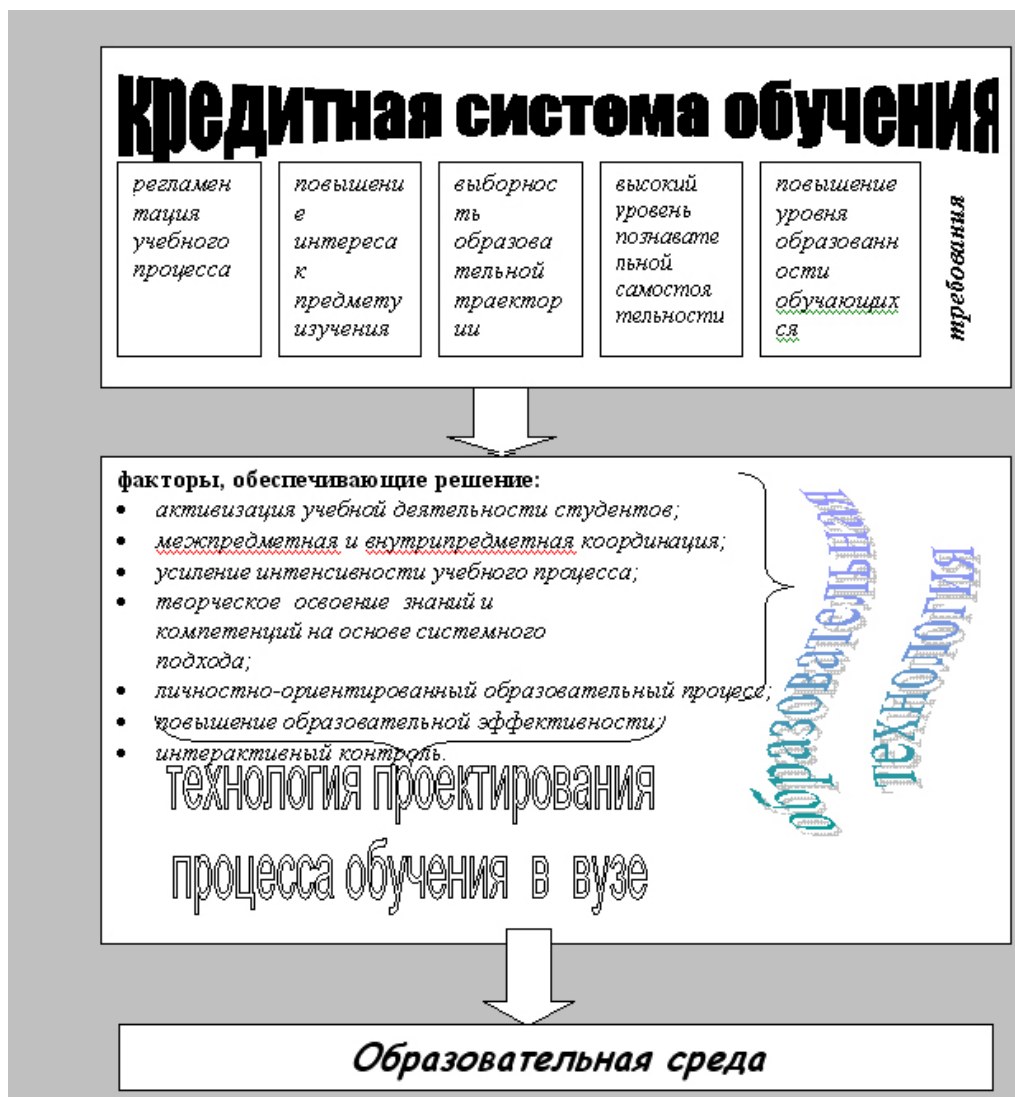 кредитная система обучения
регламен
тация
учебного
процесса
повышени
е
интереса
к
предмету
изучения
выборнос
ть
образова
тельной
траектор
ии
высокий
уровень
познавате
льной
самостоя
тельности
повышение
уровня
образованн
ости
обучающих
ся
требования
факторы, обеспечивающие решение:
• активизация учебной деятельности студентов;
• межпредметная и внутрипредметная координация;
• усиление интенсивности учебного процесса;
• творческое освоение знаний и
компетенций на основе системного
подхода;
• личностно-ориентированный образовательный процесс;
• повышение образовательной эффективности;
• интерактивный контроль.
образовательная
технология
технология проектирования
процесса обучения в вузе
Образовательная среда